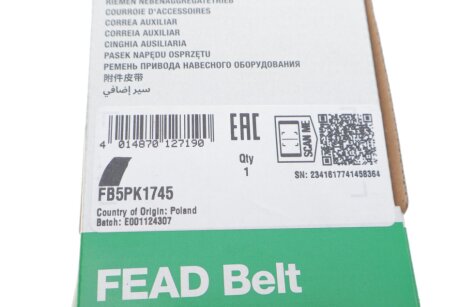 RIEMEN NEBENAGGREGATETRIEB
COURROIE D'ACCESSOIRES
CORREA AUXILIAR
CORREIA AUXILIAR
CINGHIA AUSILIARIA
PASEK NAPĘDU OSPRZĘTU
РЕМЕНЬ ПРИВОДА НАВЕСНОГО ОБОРУДОВАНИЯ
附件皮带
سير إضافي
4 014870 127190
EAC
Qty
1
SCAN ME
SN: 2341617741458364
FB5PK1745
Country of Origin: Poland
Batch: E001124307
FEAD Belt